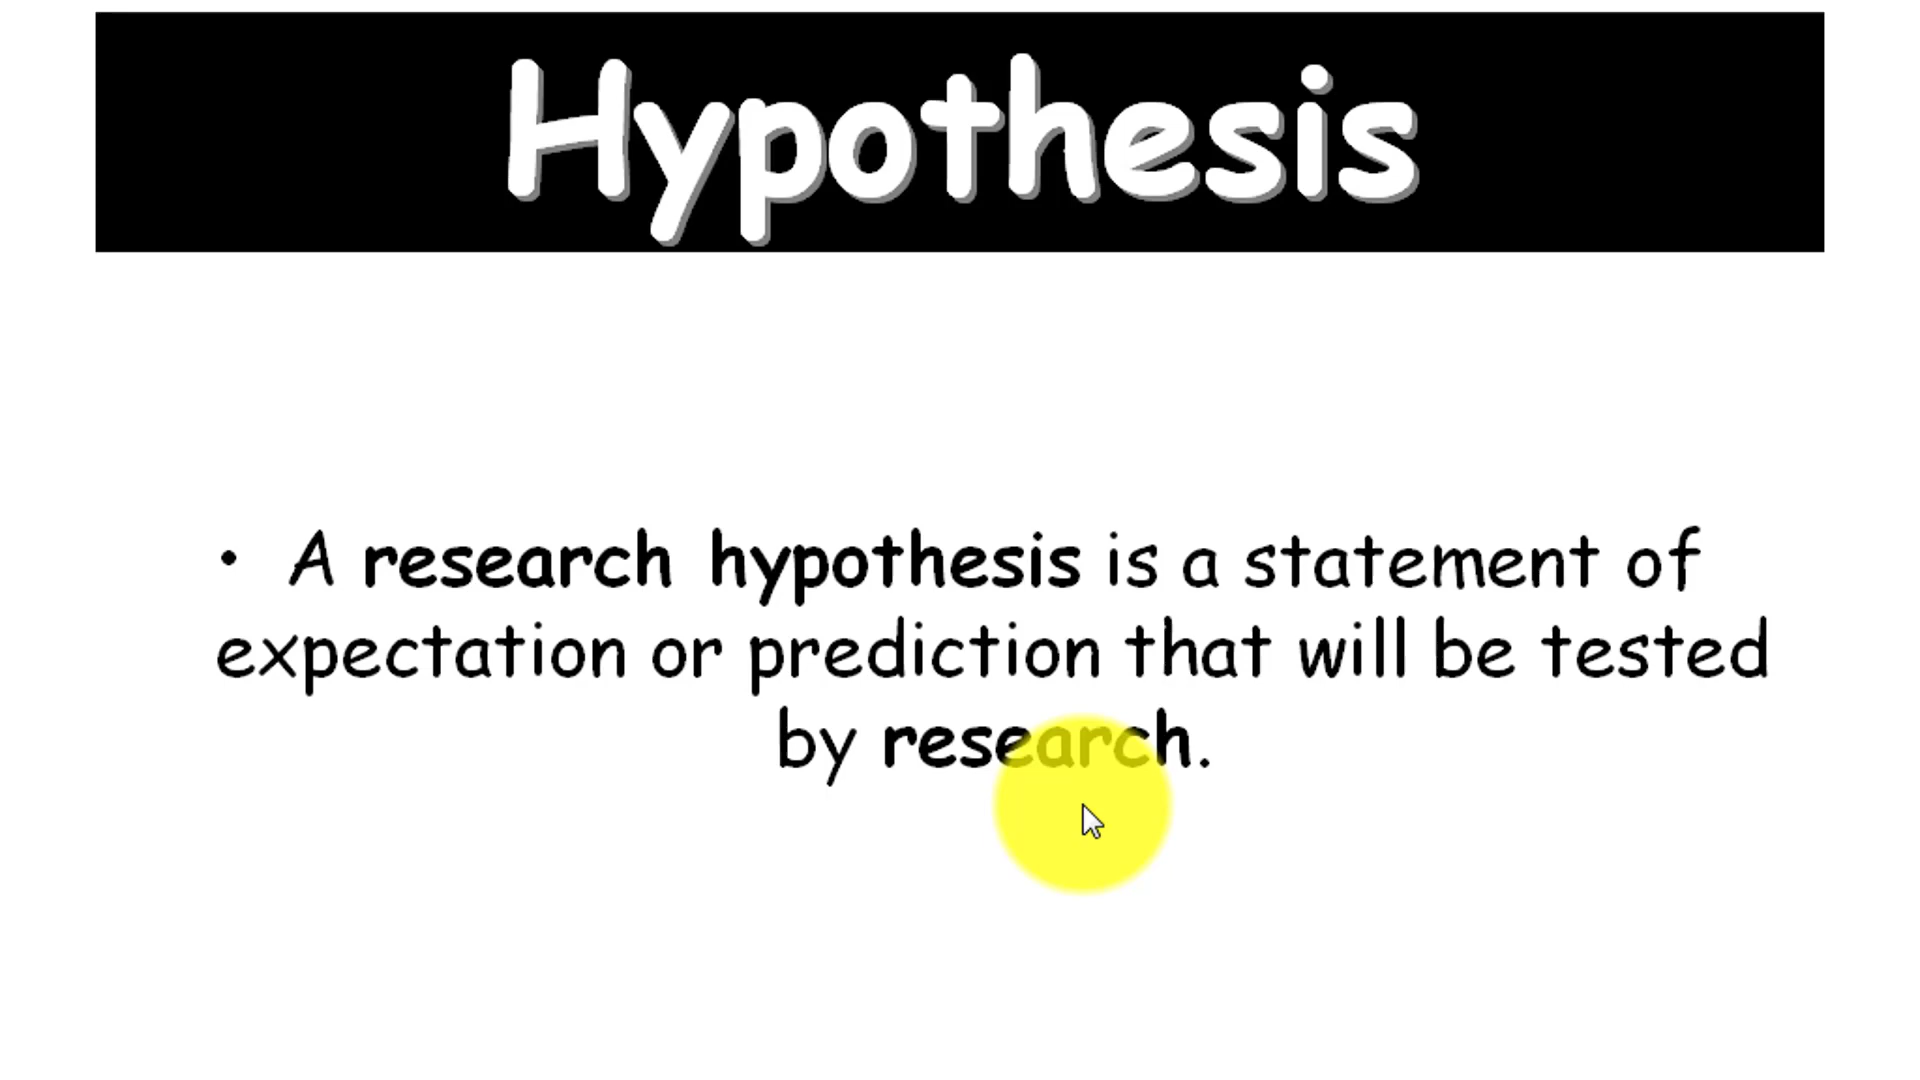 Hypothesis
• A research hypothesis is a statement of
expectation or prediction that will be tested
by research.